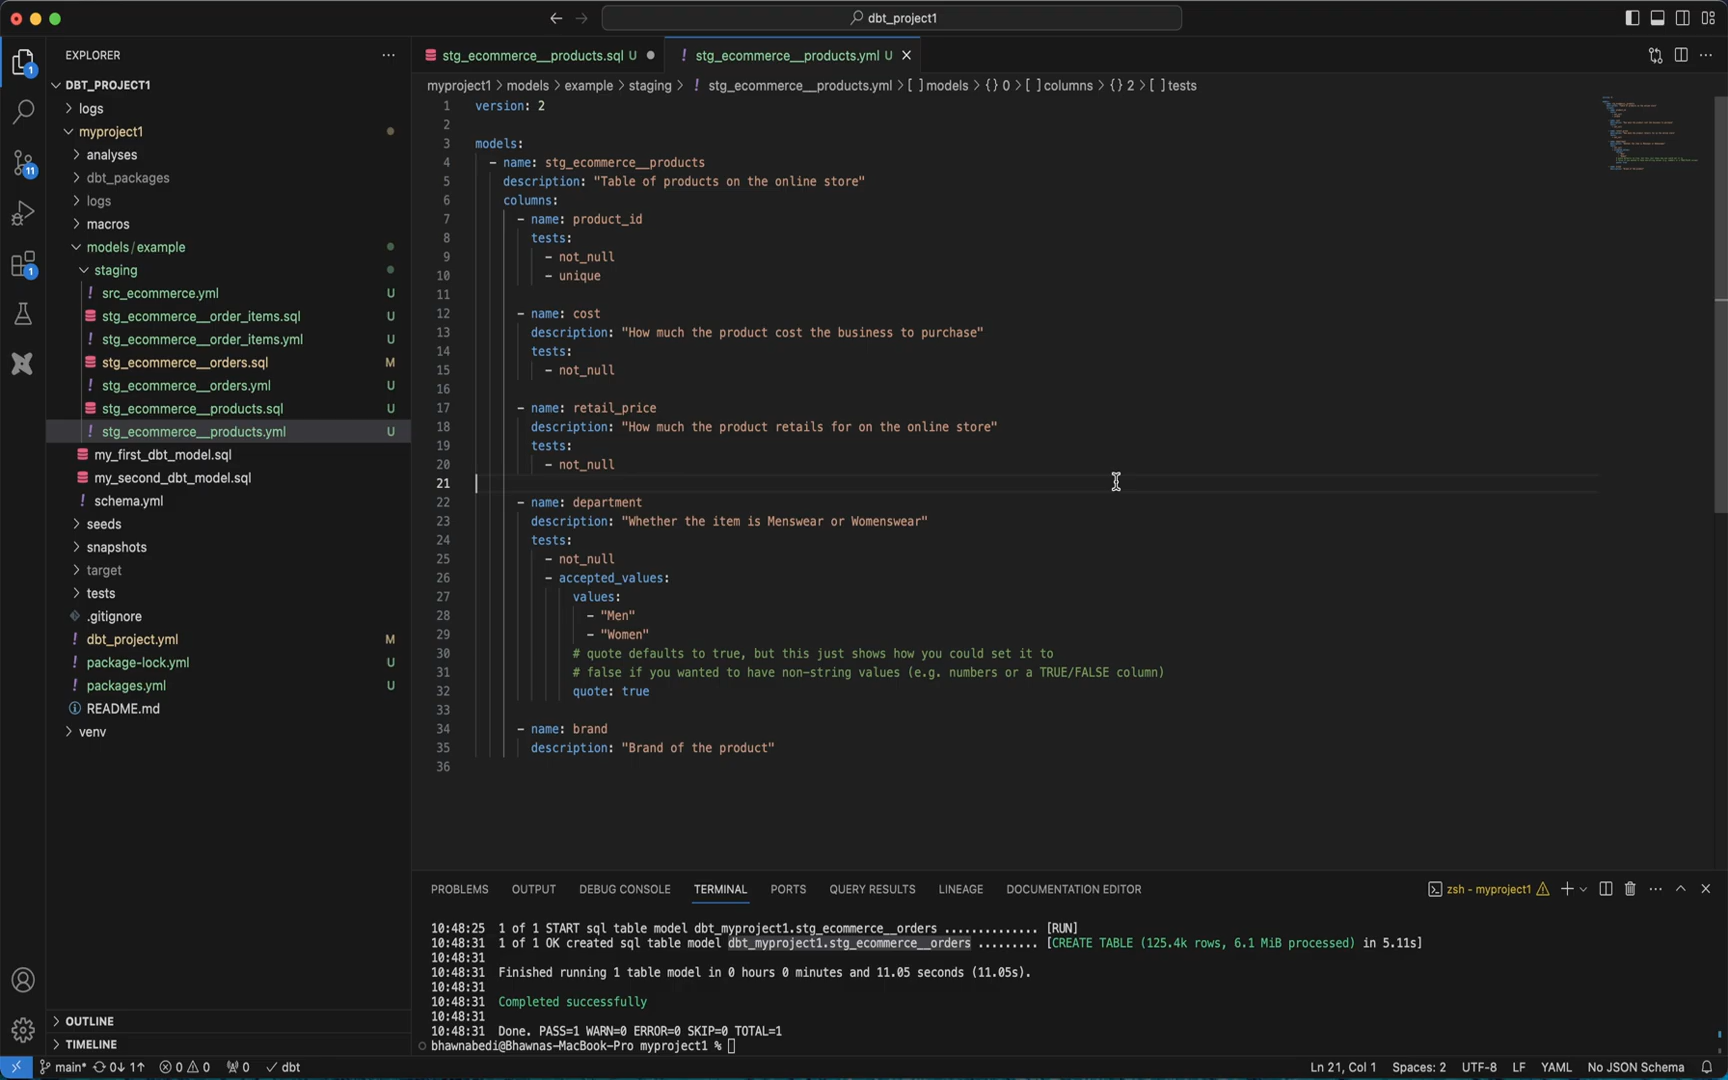 dbt_project1
EXPLORER
DBT_PROJECT1
logs
myproject1
analyses
dbt_packages
logs
macros
models/example
staging
! src_ecommerce.yml U
stg_ecommerce__order_items.sql U
! stg_ecommerce__order_items.yml U
stg_ecommerce__orders.sql M
! stg_ecommerce__orders.yml U
stg_ecommerce__products.sql U
! stg_ecommerce__products.yml U
my_first_dbt_model.sql
my_second_dbt_model.sql
! schema.yml
seeds
snapshots
target
tests
.gitignore
! dbt_project.yml M
! package-lock.yml U
! packages.yml U
README.md
venv
OUTLINE
TIMELINE
1
11
1
stg_ecommerce__products.sql U
! stg_ecommerce__products.yml U
myproject1 > models > example > staging > ! stg_ecommerce__products.yml > [ ] models > {} 0 > [ ] columns > {} 2 > [ ] tests
1 version: 2
2
3 models:
4 - name: stg_ecommerce__products
5 description: "Table of products on the online store"
6 columns:
7 - name: product_id
8 tests:
9 - not_null
10 - unique
11
12 - name: cost
13 description: "How much the product cost the business to purchase"
14 tests:
15 - not_null
16
17 - name: retail_price
18 description: "How much the product retails for on the online store"
19 tests:
20 - not_null
21
22 - name: department
23 description: "Whether the item is Menswear or Womenswear"
24 tests:
25 - not_null
26 - accepted_values:
27 values:
28 - "Men"
29 - "Women"
30 # quote defaults to true, but this just shows how you could set it to
31 # false if you wanted to have non-string values (e.g. numbers or a TRUE/FALSE column)
32 quote: true
33
34 - name: brand
35 description: "Brand of the product"
36
PROBLEMS OUTPUT DEBUG CONSOLE TERMINAL PORTS QUERY RESULTS LINEAGE DOCUMENTATION EDITOR
zsh - myproject1
10:48:25 1 of 1 START sql table model dbt_myproject1.stg_ecommerce__orders .............. [RUN]
10:48:31 1 of 1 OK created sql table model dbt_myproject1.stg_ecommerce__orders ......... [CREATE TABLE (125.4k rows, 6.1 MiB processed) in 5.11s]
10:48:31
10:48:31 Finished running 1 table model in 0 hours 0 minutes and 11.05 seconds (11.05s).
10:48:31
10:48:31 Completed successfully
10:48:31
10:48:31 Done. PASS=1 WARN=0 ERROR=0 SKIP=0 TOTAL=1
bhawnabedi@Bhawnas-MacBook-Pro myproject1 %
main* 0↓ 1↑ 0 0 0 dbt
Ln 21, Col 1 Spaces: 2 UTF-8 LF YAML No JSON Schema